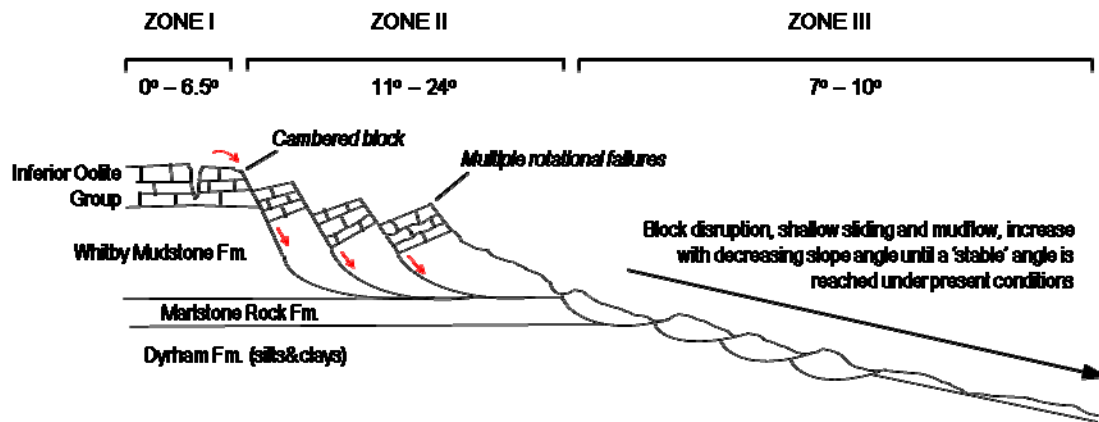 ZONE I
ZONE II
ZONE III
0º – 6.5º
11º – 24º
7º – 10º
Cambered block
Multiple rotational failures
Inferior Oolite
Group
Whitby Mudstone Fm.
Block disruption, shallow sliding and mudflow, increase
with decreasing slope angle until a 'stable' angle is
reached under present conditions
Marlstone Rock Fm.
Dyrham Fm. (silts&clays)